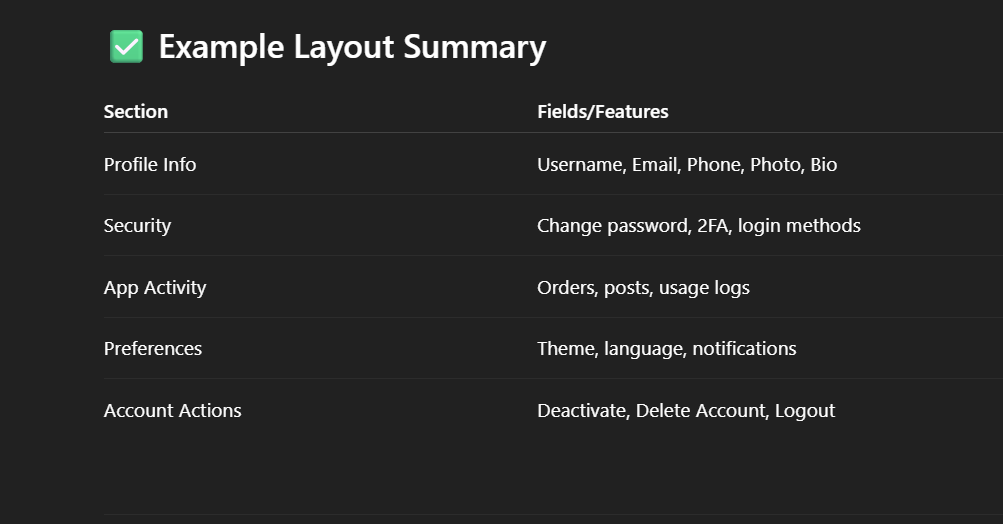 ✅ Example Layout Summary
Section Fields/Features
Profile Info Username, Email, Phone, Photo, Bio
Security Change password, 2FA, login methods
App Activity Orders, posts, usage logs
Preferences Theme, language, notifications
Account Actions Deactivate, Delete Account, Logout